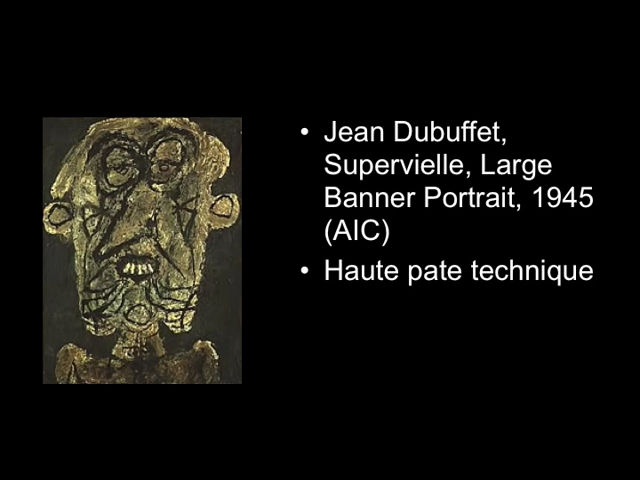 • Jean Dubuffet,
Supervielle, Large
Banner Portrait, 1945
(AIC)
• Haute pate technique